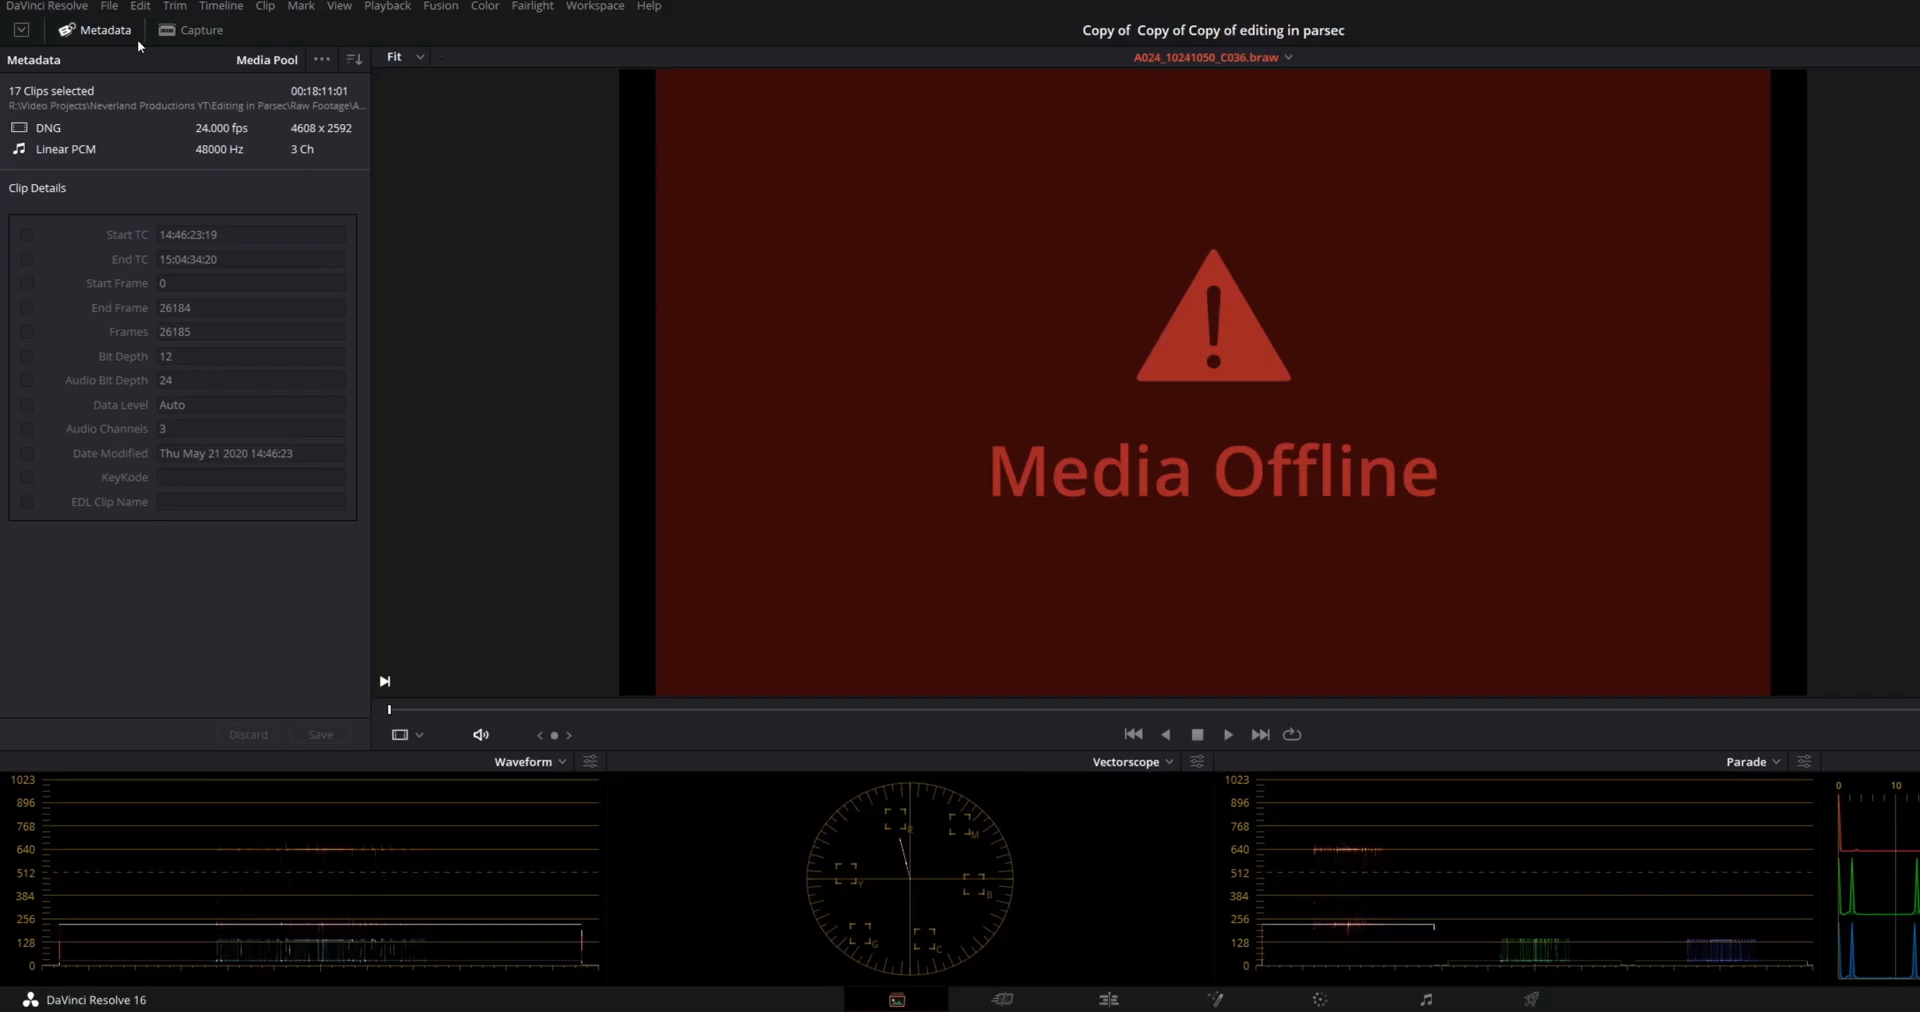 DaVinci Resolve File Edit Trim Timeline Clip Mark View Playback Fusion Color Fairlight Workspace Help
Metadata Capture
Copy of Copy of Copy of editing in parsec
Metadata Media Pool ••• Fit A024_10241050_C036.braw
17 Clips selected 00:18:11:01
R:\Video Projects\Neverland Productions YT\Editing in Parsec\Raw Footage\A...
DNG 24.000 fps 4608 x 2592
Linear PCM 48000 Hz 3 Ch
Clip Details
Start TC 14:46:23:19
End TC 15:04:34:20
Start Frame 0
End Frame 26184
Frames 26185
Bit Depth 12
Audio Bit Depth 24
Data Level Auto
Audio Channels 3
Date Modified Thu May 21 2020 14:46:23
KeyKode
EDL Clip Name
Media Offline
Discard Save
Waveform Vectorscope Parade
1023
896
768
640
512
384
256
128
0
R
M
Y
B
G
C
1023
896
768
640
512
384
256
128
0
0 10
DaVinci Resolve 16